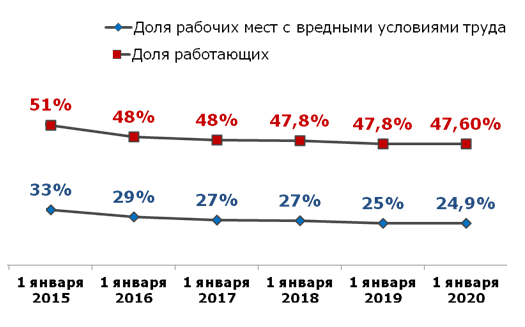 Доля рабочих мест с вредными условиями труда
Доля работающих
51%
48%
48%
47,8%
47,8%
47,60%
33%
29%
27%
27%
25%
24,9%
1 января 2015
1 января 2016
1 января 2017
1 января 2018
1 января 2019
1 января 2020